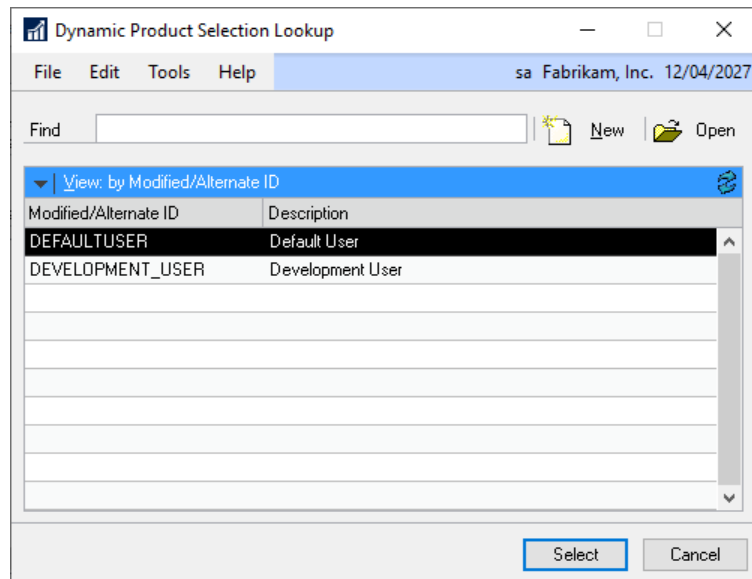 Dynamic Product Selection Lookup
File Edit Tools Help sa Fabrikam, Inc. 12/04/2027
Find New Open
View: by Modified/Alternate ID
Modified/Alternate ID Description
DEFAULTUSER Default User
DEVELOPMENT_USER Development User
Select Cancel